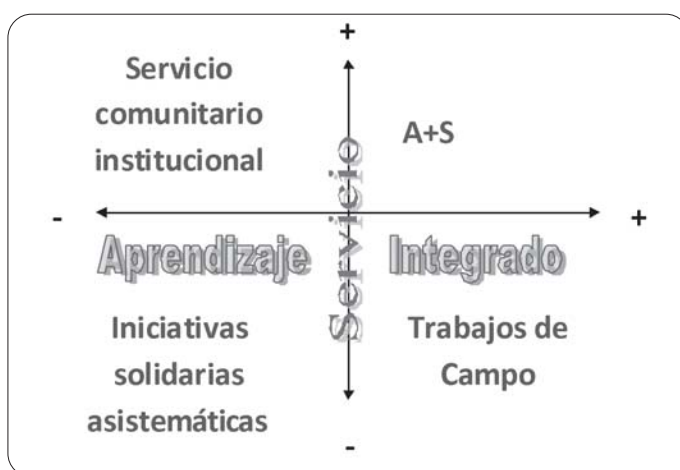 +
Servicio
comunitario
institucional
A+S
Servicio
-
+
Aprendizaje Integrado
Iniciativas
solidarias
asistemáticas
Trabajos de
Campo
-